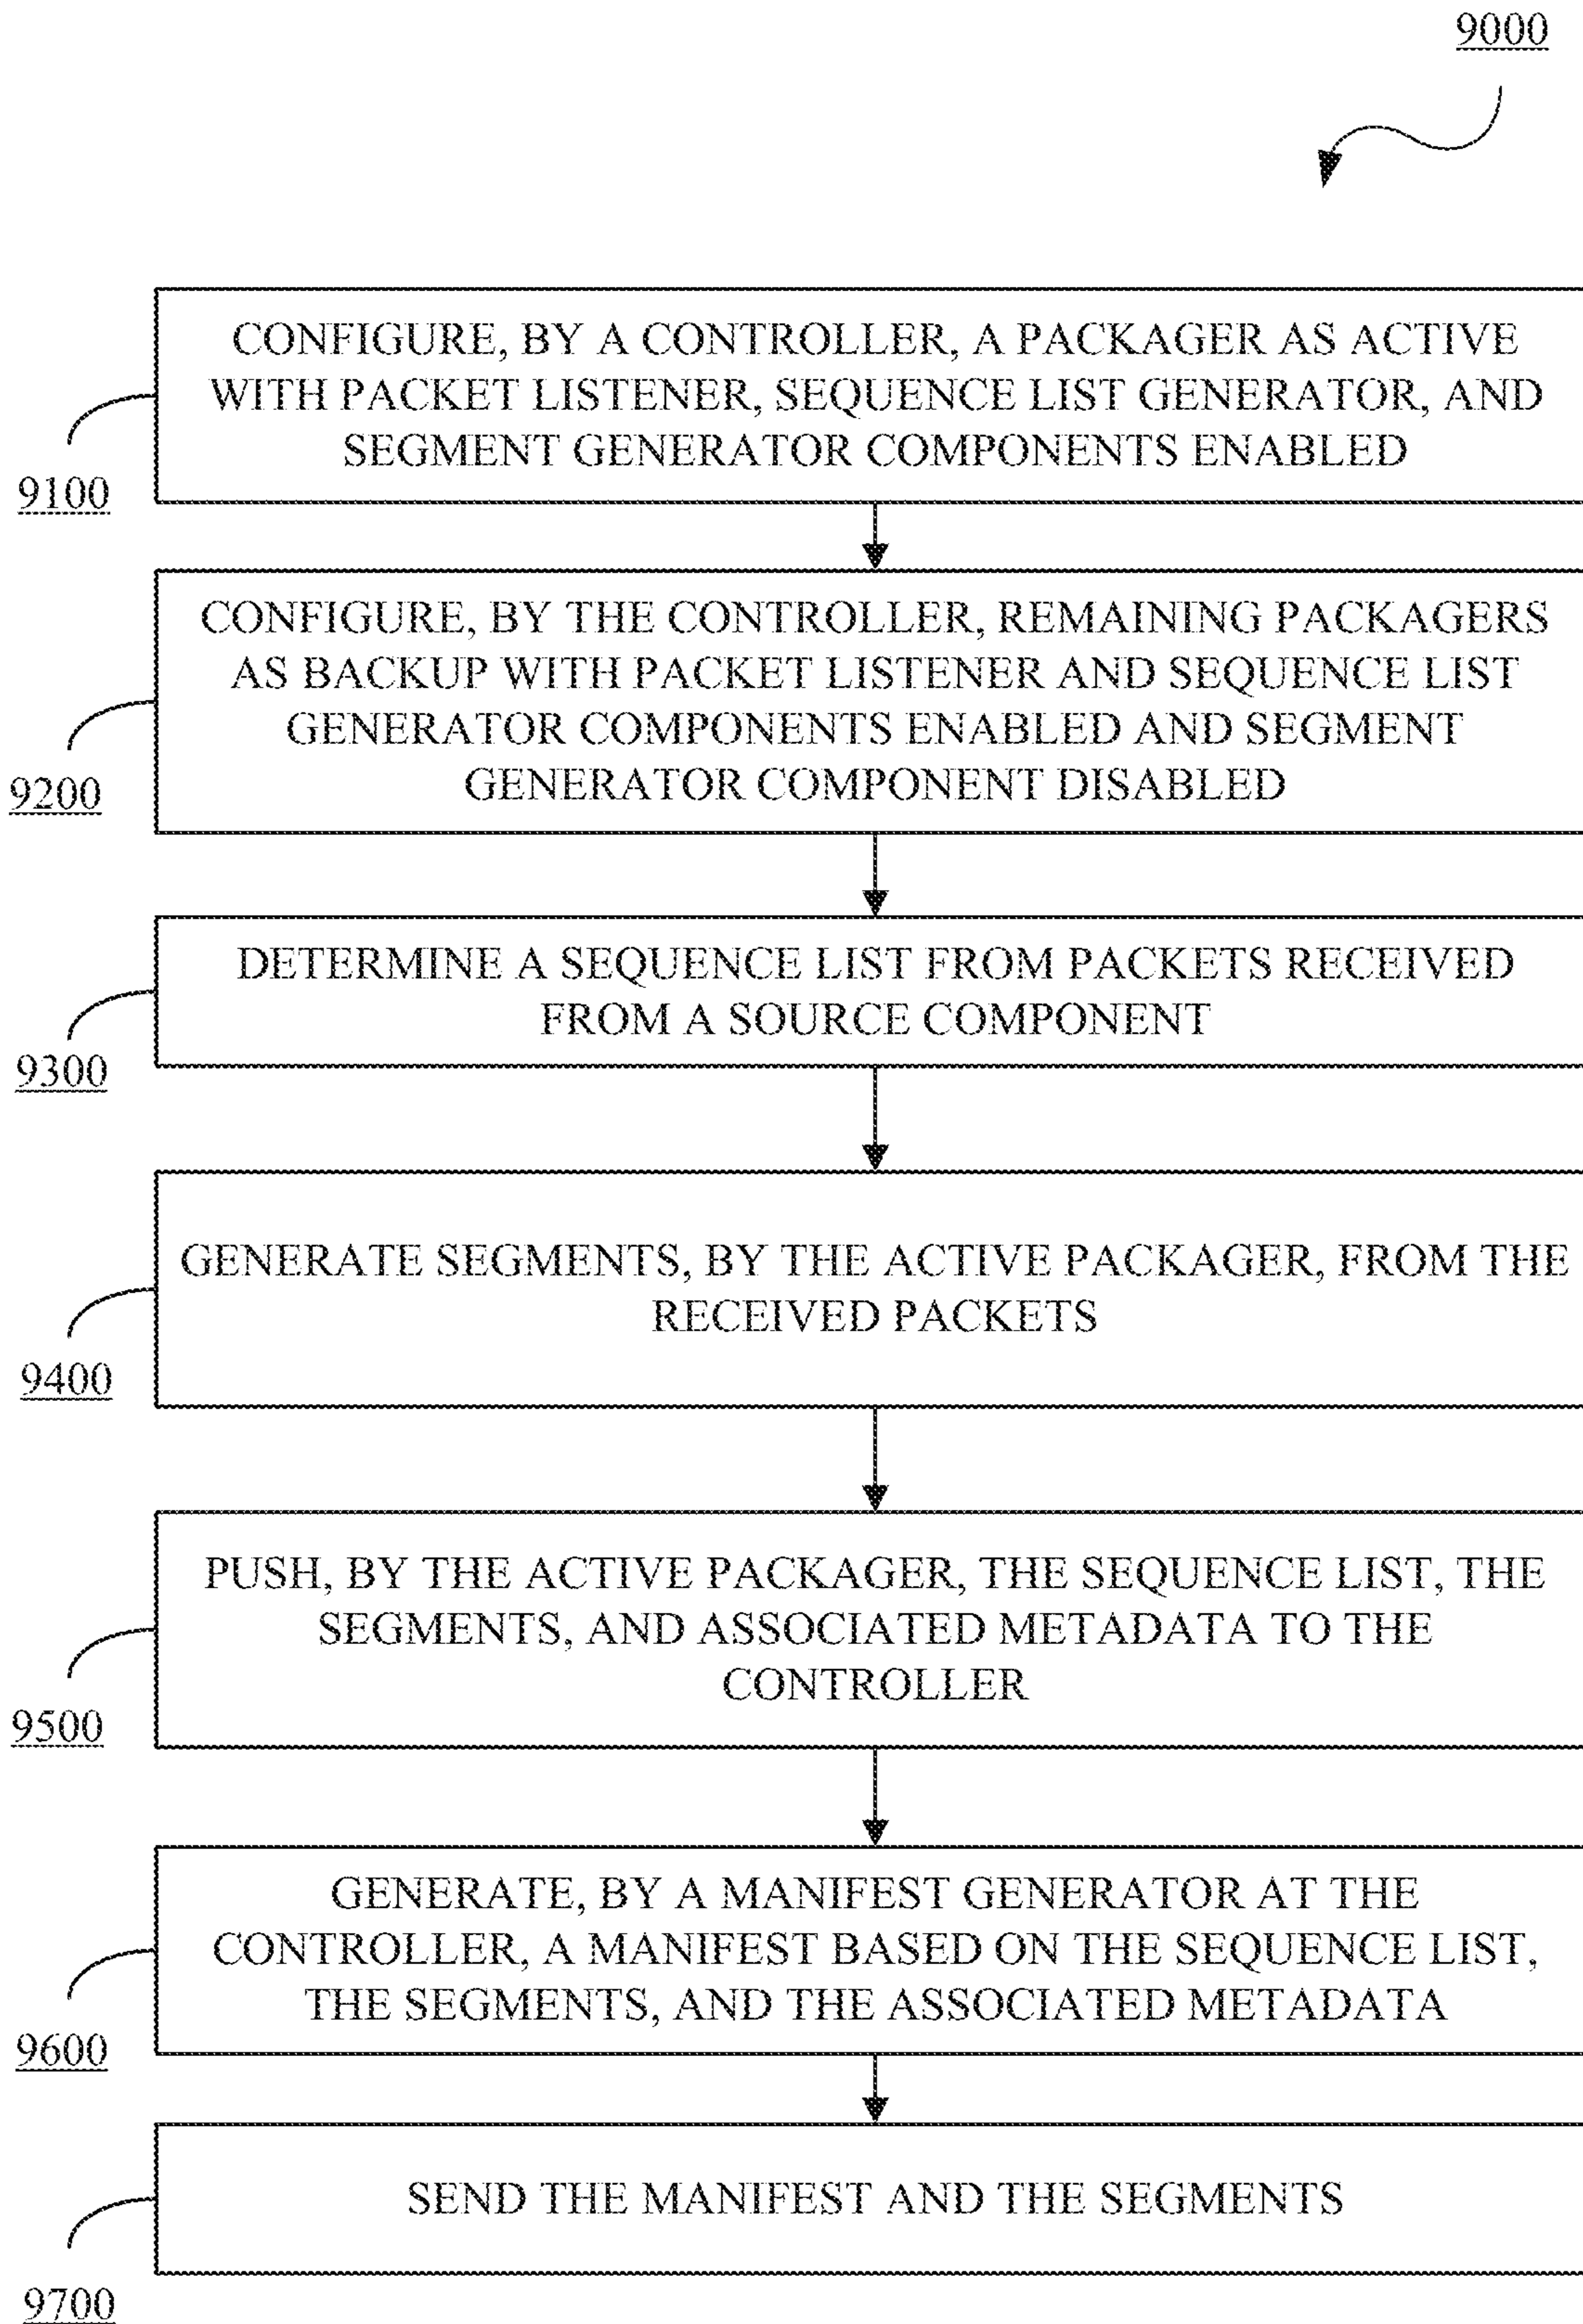 9000
CONFIGURE, BY A CONTROLLER, A PACKAGER AS ACTIVE
WITH PACKET LISTENER, SEQUENCE LIST GENERATOR, AND
SEGMENT GENERATOR COMPONENTS ENABLED
9100
CONFIGURE, BY THE CONTROLLER, REMAINING PACKAGERS
AS BACKUP WITH PACKET LISTENER AND SEQUENCE LIST
GENERATOR COMPONENTS ENABLED AND SEGMENT
GENERATOR COMPONENT DISABLED
9200
DETERMINE A SEQUENCE LIST FROM PACKETS RECEIVED
FROM A SOURCE COMPONENT
9300
GENERATE SEGMENTS, BY THE ACTIVE PACKAGER, FROM THE
RECEIVED PACKETS
9400
PUSH, BY THE ACTIVE PACKAGER, THE SEQUENCE LIST, THE
SEGMENTS, AND ASSOCIATED METADATA TO THE
CONTROLLER
9500
GENERATE, BY A MANIFEST GENERATOR AT THE
CONTROLLER, A MANIFEST BASED ON THE SEQUENCE LIST,
THE SEGMENTS, AND THE ASSOCIATED METADATA
9600
SEND THE MANIFEST AND THE SEGMENTS
9700